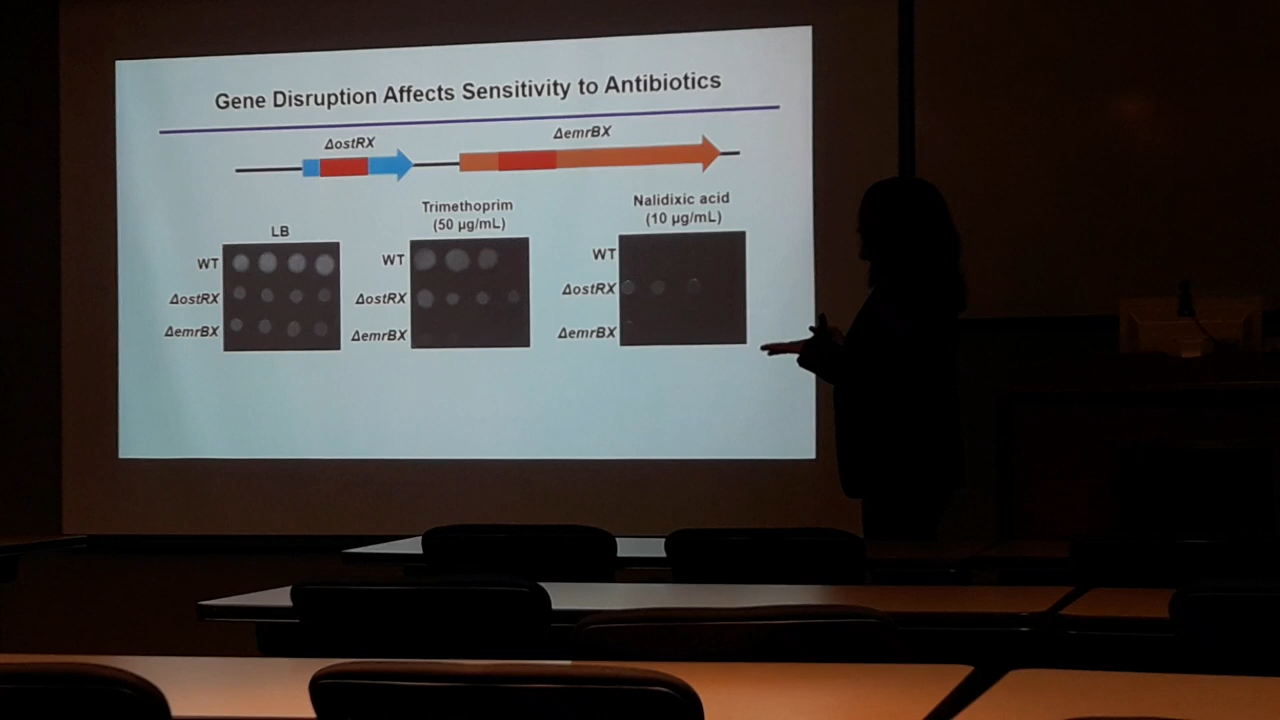 Gene Disruption Affects Sensitivity to Antibiotics
ΔostRX
ΔemrBX
LB
WT
ΔostRX
ΔemrBX
Trimethoprim
(50 µg/mL)
WT
ΔostRX
ΔemrBX
Nalidixic acid
(10 µg/mL)
WT
ΔostRX
ΔemrBX